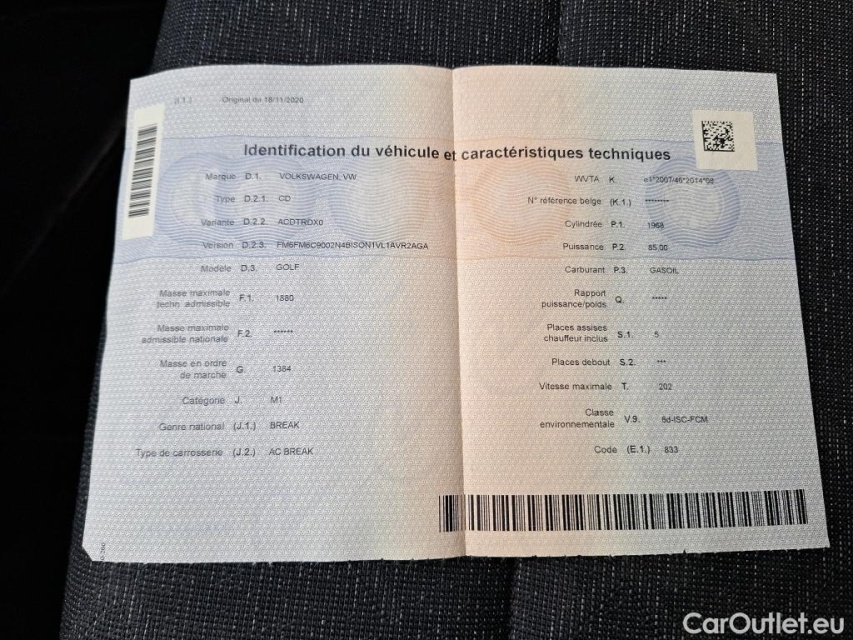 (I.1.) Original du 18/11/2020
Identification du véhicule et caractéristiques techniques
Marque D.1. VOLKSWAGEN, VW
Type D.2.1. CD
Variante D.2.2. ACDTRDX0
Version D.2.3. FM6FM6C9002N4BISON1VL1AVR2AGA
Modèle D.3. GOLF
Masse maximale
techn. admissible F.1. 1880
Masse maximale
admissible nationale F.2. ******
Masse en ordre
de marche G. 1384
Catégorie J. M1
Genre national (J.1.) BREAK
Type de carrosserie (J.2.) AC BREAK
WVTA K. e1*2007/46*2014*08
N° référence belge (K.1.) ********
Cylindrée P.1. 1968
Puissance P.2. 85,00
Carburant P.3. GASOIL
Rapport
puissance/poids Q. *****
Places assises
chauffeur inclus S.1. 5
Places debout S.2. ***
Vitesse maximale T. 202
Classe
environnementale V.9. 6d-ISC-FCM
Code (E.1.) 833
CarOutlet.eu